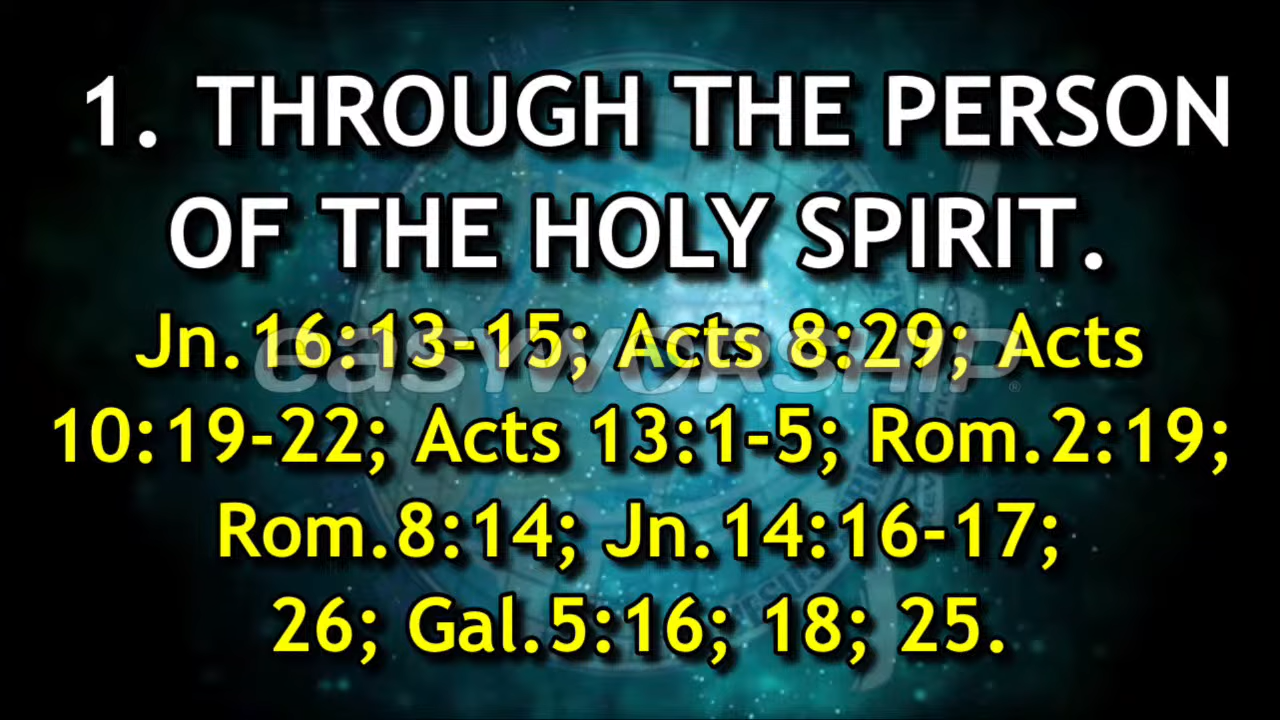 1. THROUGH THE PERSON
OF THE HOLY SPIRIT.
Jn.16:13-15; Acts 8:29; Acts
easyworship®
10:19-22; Acts 13:1-5; Rom.2:19;
Rom.8:14; Jn.14:16-17;
26; Gal.5:16; 18; 25.